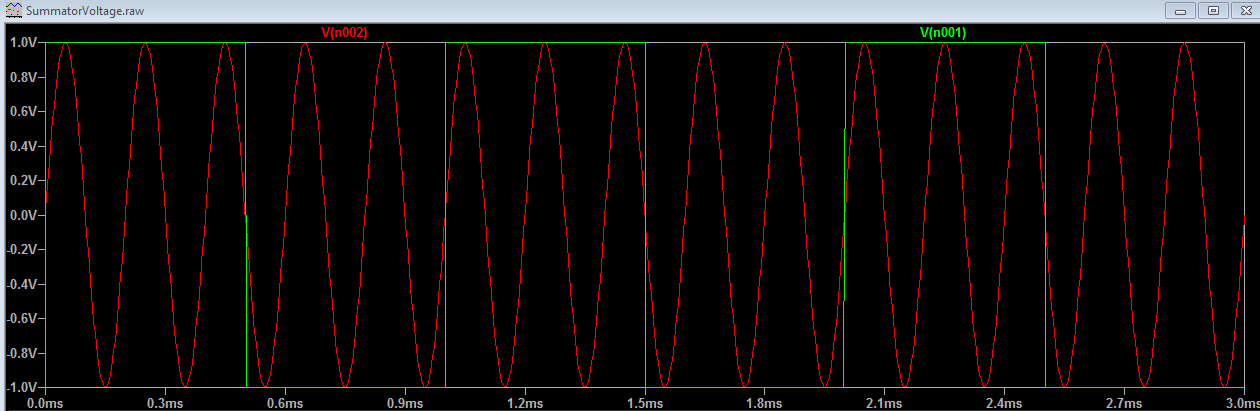 SummatorVoltage.raw
V(n002) V(n001)
1.0V
0.8V
0.6V
0.4V
0.2V
0.0V
-0.2V
-0.4V
-0.6V
-0.8V
-1.0V
0.0ms 0.3ms 0.6ms 0.9ms 1.2ms 1.5ms 1.8ms 2.1ms 2.4ms 2.7ms 3.0ms